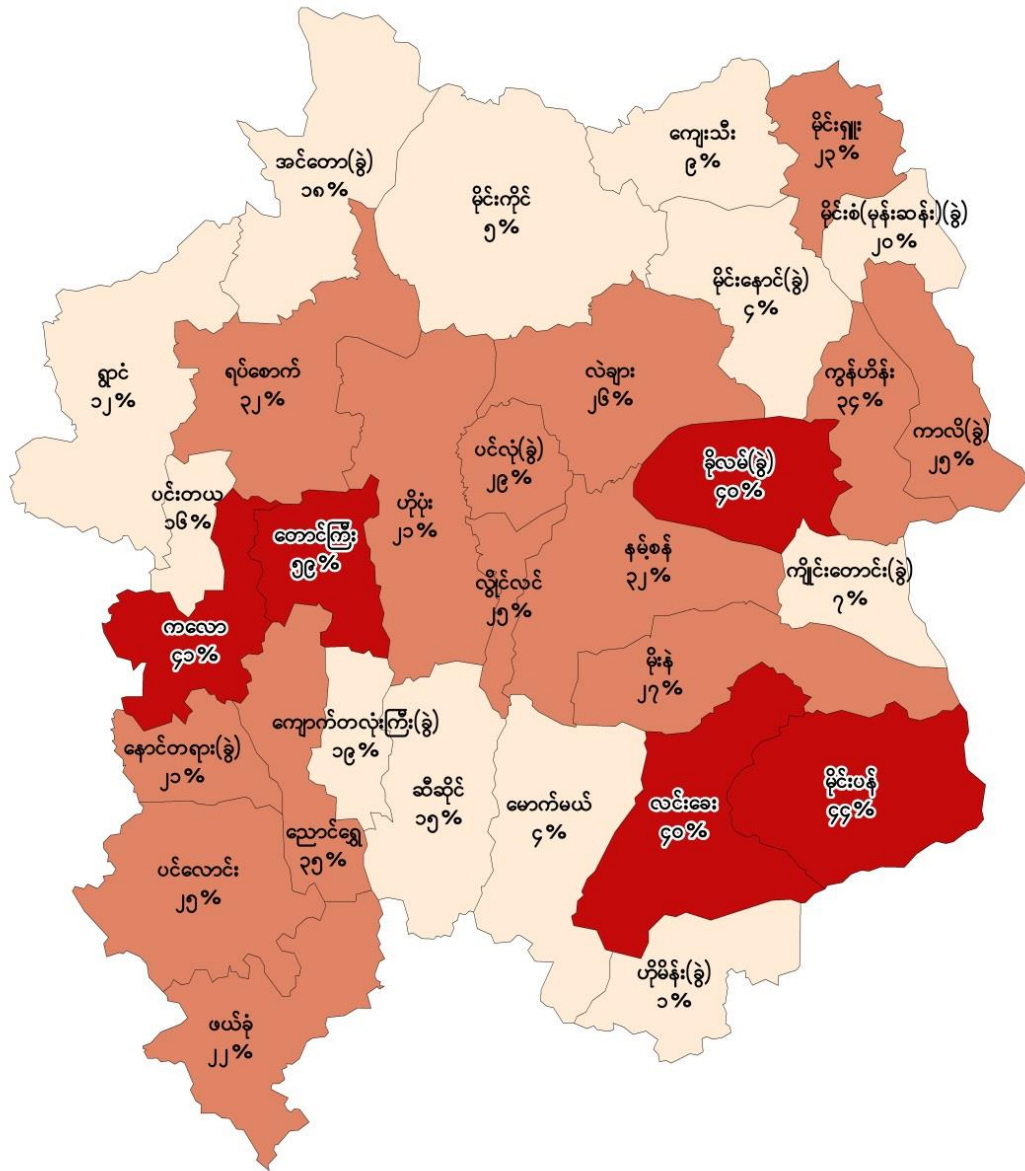 ကျေးသီး
၉%
မိုင်းရှူး
၂၃%
အင်တော(ခွဲ)
၁၈%
မိုင်းကိုင်
၅%
မိုင်းစံ(မုန်းဆန်း)(ခွဲ)
၂၀%
မိုင်းနောင်(ခွဲ)
၄%
ရွာငံ
၁၂%
ရပ်စောက်
၃၂%
လဲချား
၂၆%
ကွန်ဟိန်း
၃၄%
ကာလိ(ခွဲ)
၂၅%
ပင်လုံ(ခွဲ)
၂၉%
ခိုလမ်(ခွဲ)
၄၀%
ပင်းတယ
၁၆%
ဟိုပုံး
၂၁%
တောင်ကြီး
၅၉%
နမ့်စန်
၃၂%
ကျိုင်းတောင်း(ခွဲ)
၇%
လွိုင်လင်
၂၅%
ကလော
၄၁%
မိုးနဲ
၂၇%
ကျောက်တလုံးကြီး(ခွဲ)
၁၉%
နောင်တရား(ခွဲ)
၂၁%
ဆီဆိုင်
၁၅%
မောက်မယ်
၄%
လင်းခေး
၄၀%
မိုင်းပန်
၄၄%
ညောင်ရွှေ
၃၅%
ပင်လောင်း
၂၅%
ဟိုမိန်း(ခွဲ)
၁%
ဖယ်ခုံ
၂၂%